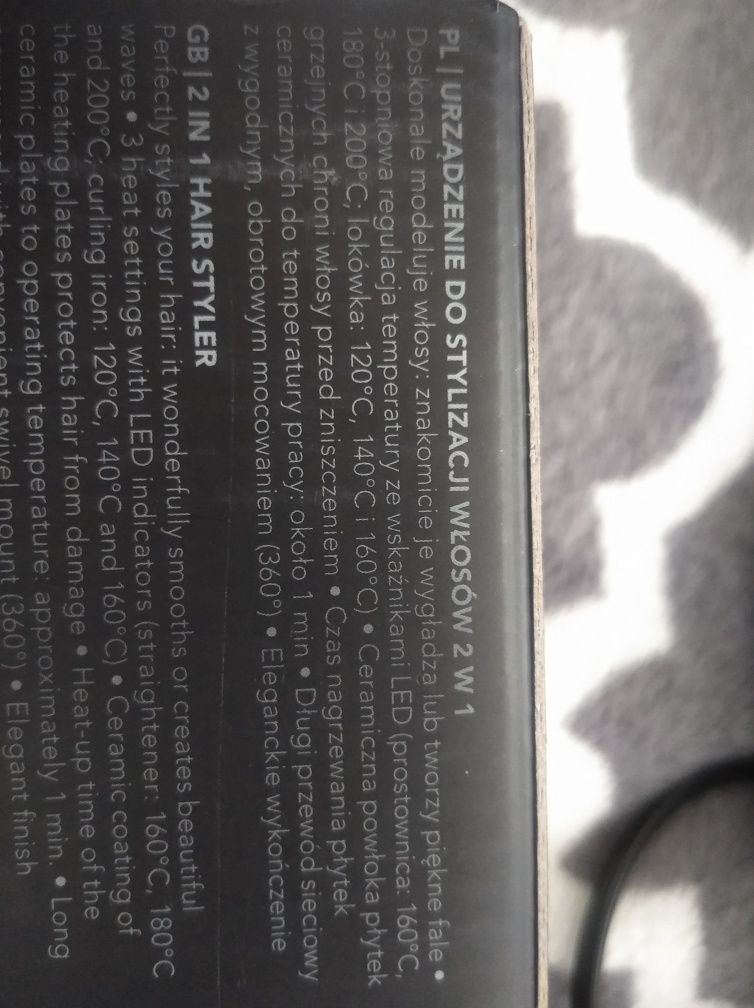 PL | URZĄDZENIE DO STYLIZACJI WŁOSÓW 2 W 1
Doskonale modeluje włosy: znakomicie je wygładza lub tworzy piękne fale •
3-stopniowa regulacja temperatury ze wskaźnikami LED (prostownica: 160°C,
180°C i 200°C; lokówka: 120°C, 140°C i 160°C) • Ceramiczna powłoka płytek
grzejnych chroni włosy przed zniszczeniem • Czas nagrzewania płytek
ceramicznych do temperatury pracy: około 1 min • Długi przewód sieciowy
z wygodnym, obrotowym mocowaniem (360°) • Eleganckie wykończenie
GB | 2 IN 1 HAIR STYLER
Perfectly styles your hair: it wonderfully smooths or creates beautiful
waves • 3 heat settings with LED indicators (straightener: 160°C, 180°C
and 200°C; curling iron: 120°C, 140°C and 160°C) • Ceramic coating of
the heating plates protects hair from damage • Heat-up time of the
ceramic plates to operating temperature: approximately 1 min. • Long
with convenient swivel mount (360°) • Elegant finish